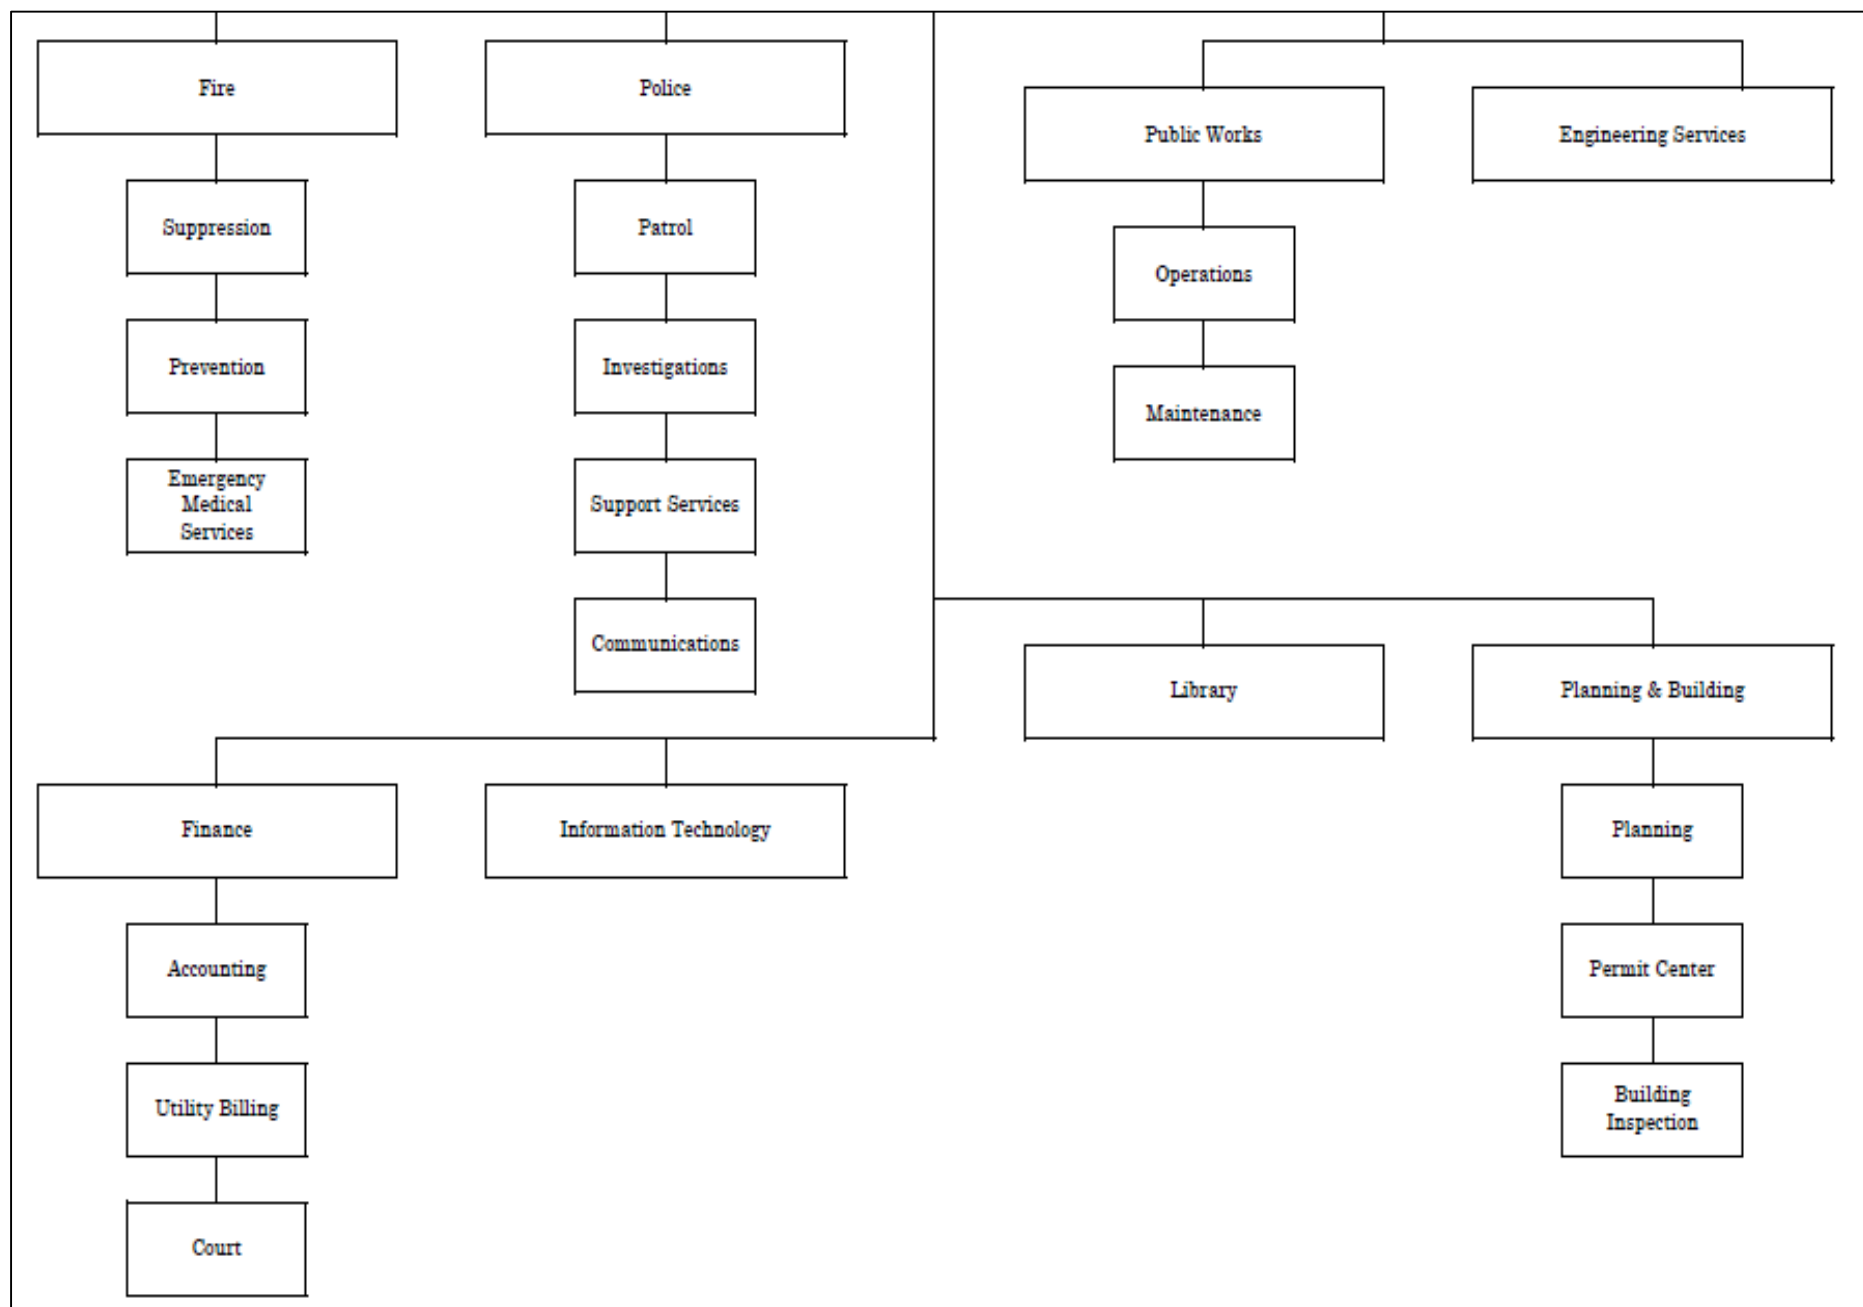 Fire
Police
Public Works
Engineering Services
Suppression
Patrol
Operations
Prevention
Investigations
Maintenance
Emergency
Medical
Services
Support Services
Communications
Library
Planning & Building
Finance
Information Technology
Planning
Accounting
Permit Center
Utility Billing
Building
Inspection
Court